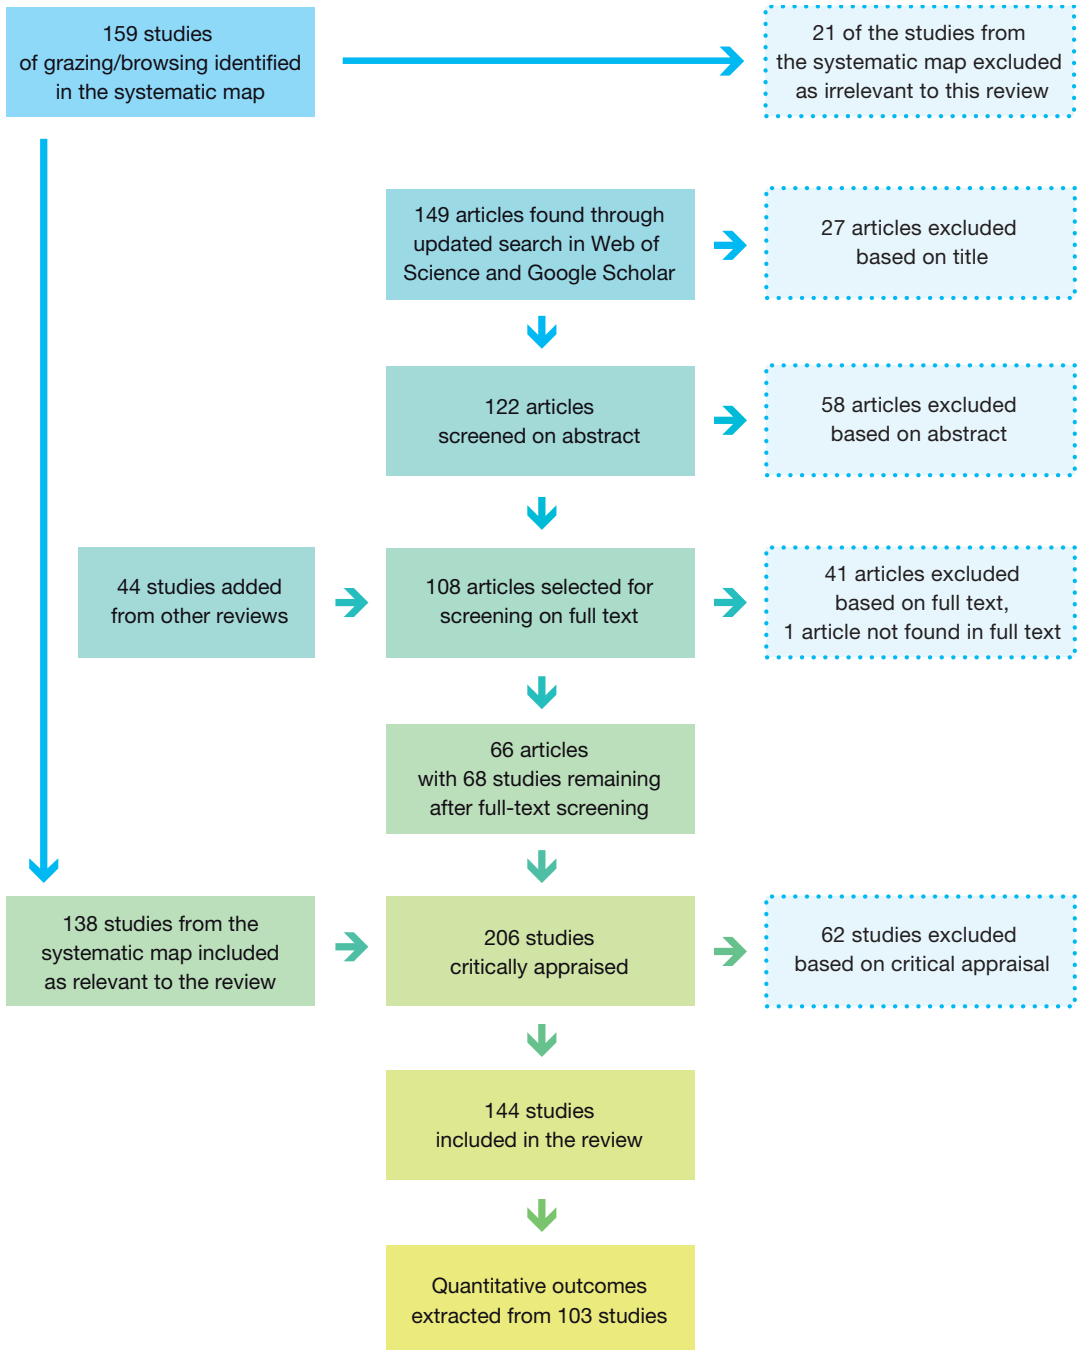 159 studies
of grazing/browsing identified
in the systematic map
21 of the studies from
the systematic map excluded
as irrelevant to this review
149 articles found through
updated search in Web of
Science and Google Scholar
27 articles excluded
based on title
122 articles
screened on abstract
58 articles excluded
based on abstract
44 studies added
from other reviews
108 articles selected for
screening on full text
41 articles excluded
based on full text,
1 article not found in full text
66 articles
with 68 studies remaining
after full-text screening
138 studies from the
systematic map included
as relevant to the review
206 studies
critically appraised
62 studies excluded
based on critical appraisal
144 studies
included in the review
Quantitative outcomes
extracted from 103 studies